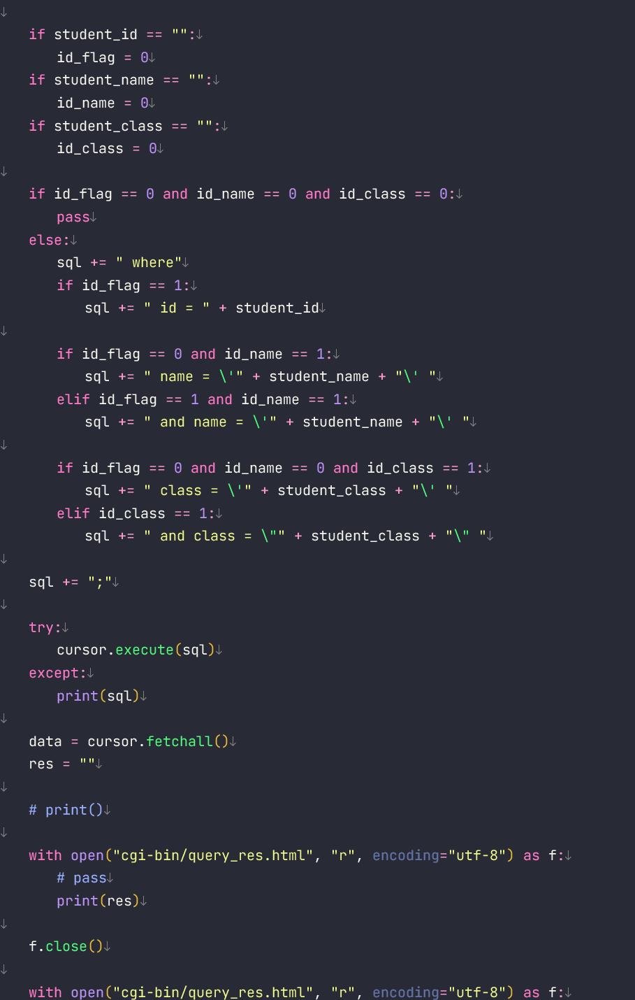 if student_id == "":↓
id_flag = 0↓
if student_name == "":↓
id_name = 0↓
if student_class == "":↓
id_class = 0↓
↓
if id_flag == 0 and id_name == 0 and id_class == 0:↓
pass↓
else:↓
sql += " where"↓
if id_flag == 1:↓
sql += " id = " + student_id↓
↓
if id_flag == 0 and id_name == 1:↓
sql += " name = \'" + student_name + "\' "↓
elif id_flag == 1 and id_name == 1:↓
sql += " and name = \'" + student_name + "\' "↓
↓
if id_flag == 0 and id_name == 0 and id_class == 1:↓
sql += " class = \'" + student_class + "\' "↓
elif id_class == 1:↓
sql += " and class = \"" + student_class + "\" "↓
↓
sql += ";"↓
↓
try:↓
cursor.execute(sql)↓
except:↓
print(sql)↓
↓
data = cursor.fetchall()↓
res = ""↓
↓
# print()↓
↓
with open("cgi-bin/query_res.html", "r", encoding="utf-8") as f:↓
# pass↓
print(res)↓
↓
f.close()↓
↓
with open("cgi-bin/query_res.html", "r", encoding="utf-8") as f:↓